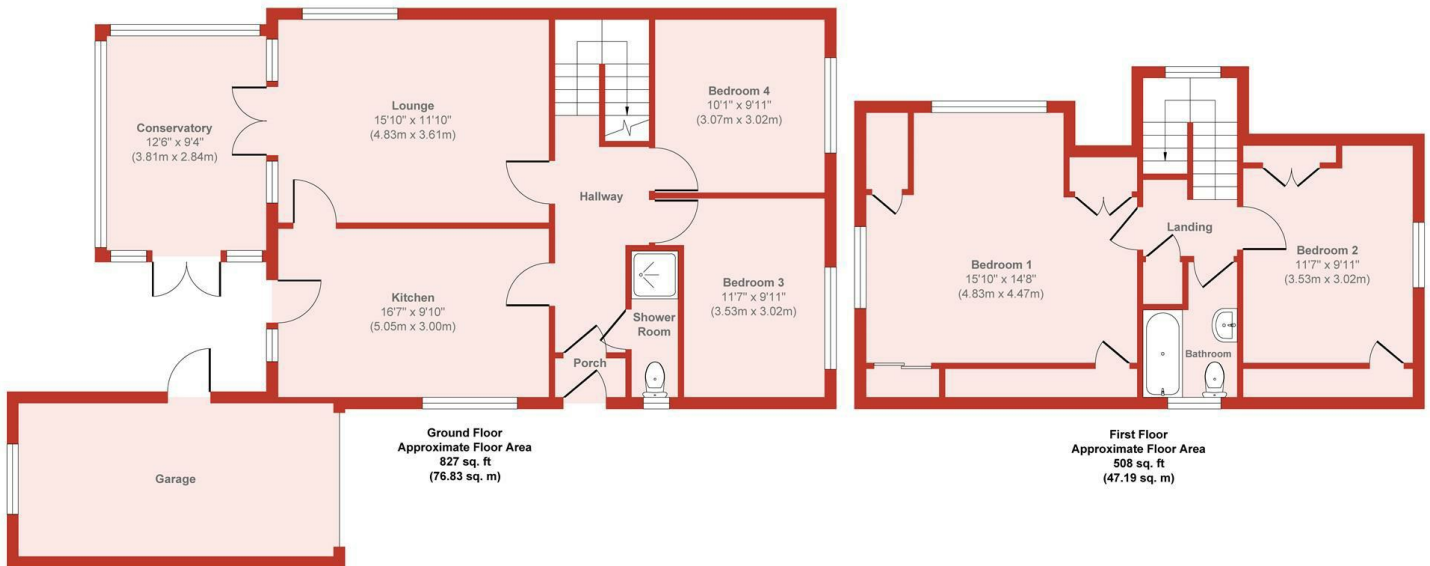 Conservatory
12'6" x 9'4"
(3.81m x 2.84m)
Lounge
15'10" x 11'10"
(4.83m x 3.61m)
Bedroom 4
10'1" x 9'11"
(3.07m x 3.02m)
Hallway
Kitchen
16'7" x 9'10"
(5.05m x 3.00m)
Bedroom 3
11'7" x 9'11"
(3.53m x 3.02m)
Shower
Room
Porch
Garage
Ground Floor
Approximate Floor Area
827 sq. ft
(76.83 sq. m)
Landing
Bedroom 1
15'10" x 14'8"
(4.83m x 4.47m)
Bedroom 2
11'7" x 9'11"
(3.53m x 3.02m)
Bathroom
First Floor
Approximate Floor Area
508 sq. ft
(47.19 sq. m)